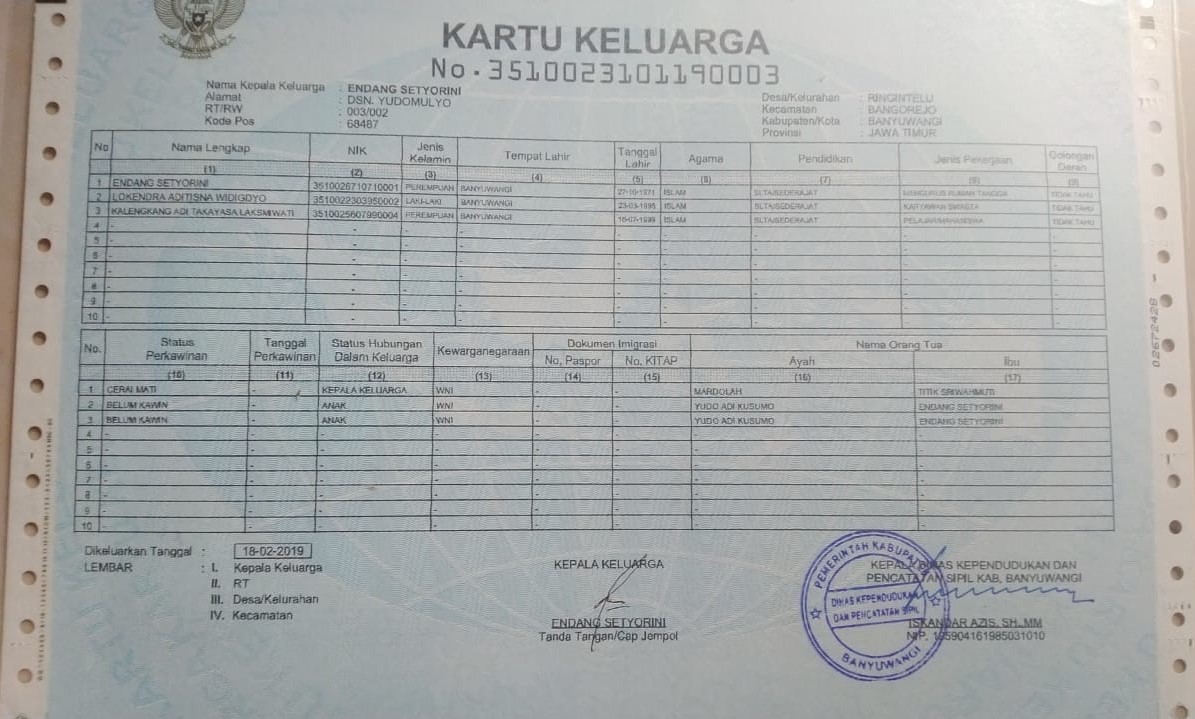 KARTU KELUARGA
No. 3510023101190003
Nama Kepala Keluarga : ENDANG SETYORINI
Alamat : DSN. YUDOMULYO
RT/RW : 003/002
Kode Pos : 68487
Desa/Kelurahan : RINGINTELU
Kecamatan : BANGOREJO
Kabupaten/Kota : BANYUWANGI
Provinsi : JAWA TIMUR
No Nama Lengkap NIK Jenis Kelamin Tempat Lahir Tanggal Lahir Agama Pendidikan Jenis Pekerjaan Golongan Darah
(1) (2) (3) (4) (5) (6) (7) (8) (9)
1 ENDANG SETYORINI 3510026710710001 PEREMPUAN BANYUWANGI 27-10-1971 ISLAM SLTA/SEDERAJAT MENGURUS RUMAH TANGGA TIDAK TAHU
2 LOKENDRA ADITISNA WIDIGDYO 3510022303950002 LAKI-LAKI BANYUWANGI 23-03-1995 ISLAM SLTA/SEDERAJAT KARYAWAN SWASTA TIDAK TAHU
3 KALENGKANG ADI TAKAYASA LAKSMIWATI 3510025607990004 PEREMPUAN BANYUWANGI 16-07-1999 ISLAM SLTA/SEDERAJAT PELAJAR/MAHASISWA TIDAK TAHU
4 - - - - - - - - -
5 - - - - - - - - -
6 - - - - - - - - -
7 - - - - - - - - -
8 - - - - - - - - -
9 - - - - - - - - -
10 - - - - - - - - -
No. Status Perkawinan Tanggal Perkawinan Status Hubungan Dalam Keluarga Kewarganegaraan Dokumen Imigrasi Nama Orang Tua
No. Paspor No. KITAP Ayah Ibu
(10) (11) (12) (13) (14) (15) (16) (17)
1 CERAI MATI - KEPALA KELUARGA WNI - - MARDOLAH TITIK SRIWAHMUTI
2 BELUM KAWIN - ANAK WNI - - YUDO ADI KUSUMO ENDANG SETYORINI
3 BELUM KAWIN - ANAK WNI - - YUDO ADI KUSUMO ENDANG SETYORINI
4 - - - - - - - -
5 - - - - - - - -
6 - - - - - - - -
7 - - - - - - - -
8 - - - - - - - -
9 - - - - - - - -
10 - - - - - - - -
Dikeluarkan Tanggal : 18-02-2019
LEMBAR : I. Kepala Keluarga
II. RT
III. Desa/Kelurahan
IV. Kecamatan
KEPALA KELUARGA
ENDANG SETYORINI
Tanda Tangan/Cap Jempol
KEPALA DINAS KEPENDUDUKAN DAN
PENCATATAN SIPIL KAB. BANYUWANGI
ISKANDAR AZIS, SH.,MM
NIP. 195904161985031010
PEMERINTAH KABUPATEN
DINAS KEPENDUDUKAN
DAN PENCATATAN SIPIL
BANYUWANGI
02672428